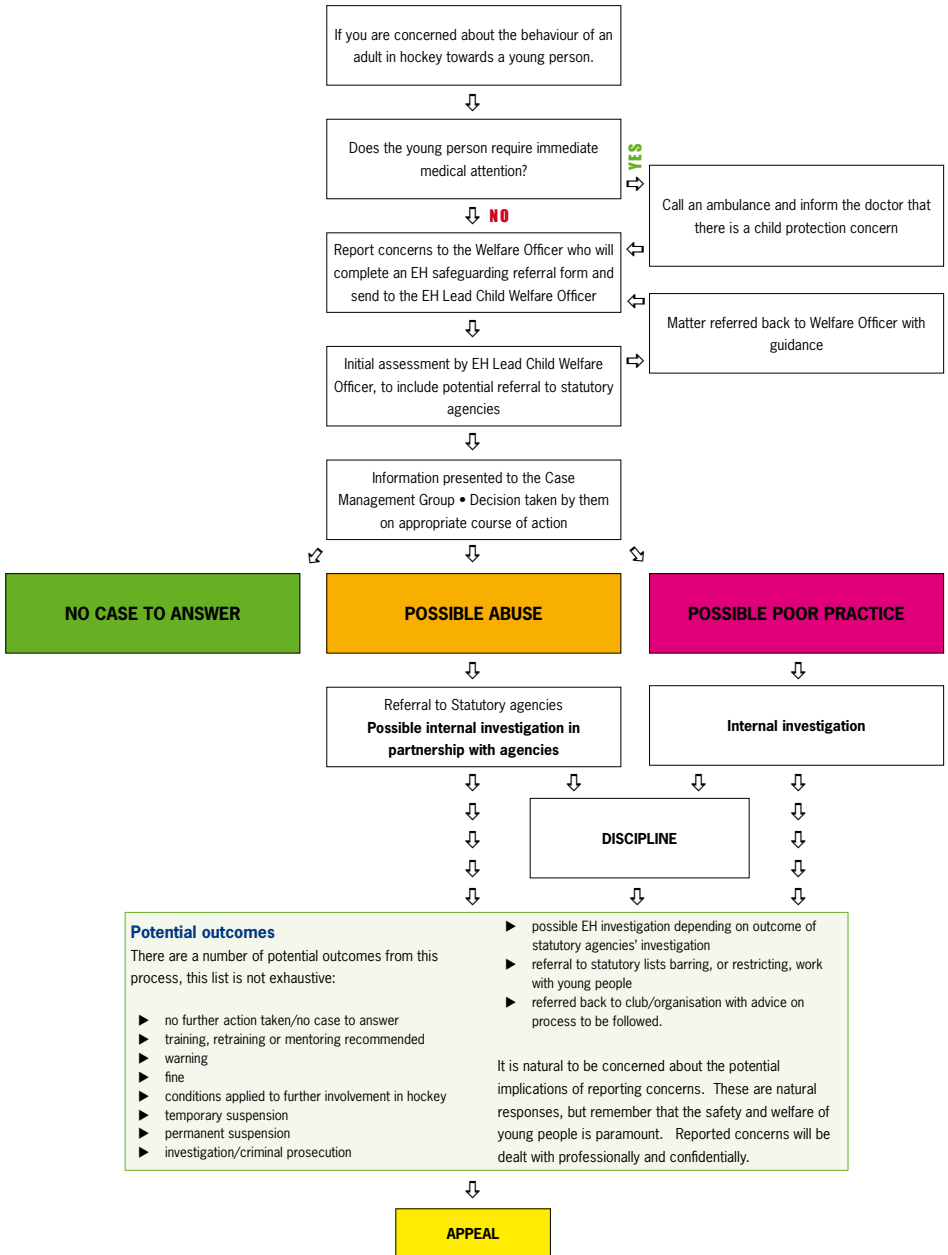 If you are concerned about the behaviour of an
adult in hockey towards a young person.
Does the young person require immediate
medical attention?
YES
Call an ambulance and inform the doctor that
there is a child protection concern
NO
Report concerns to the Welfare Officer who will
complete an EH safeguarding referral form and
send to the EH Lead Child Welfare Officer
Matter referred back to Welfare Officer with
guidance
Initial assessment by EH Lead Child Welfare
Officer, to include potential referral to statutory
agencies
Information presented to the Case
Management Group • Decision taken by them
on appropriate course of action
NO CASE TO ANSWER
POSSIBLE ABUSE
POSSIBLE POOR PRACTICE
Referral to Statutory agencies
Possible internal investigation in
partnership with agencies
Internal investigation
DISCIPLINE
Potential outcomes
There are a number of potential outcomes from this
process, this list is not exhaustive:
► no further action taken/no case to answer
► training, retraining or mentoring recommended
► warning
► fine
► conditions applied to further involvement in hockey
► temporary suspension
► permanent suspension
► investigation/criminal prosecution
► possible EH investigation depending on outcome of
statutory agencies' investigation
► referral to statutory lists barring, or restricting, work
with young people
► referred back to club/organisation with advice on
process to be followed.
It is natural to be concerned about the potential
implications of reporting concerns. These are natural
responses, but remember that the safety and welfare of
young people is paramount. Reported concerns will be
dealt with professionally and confidentially.
APPEAL